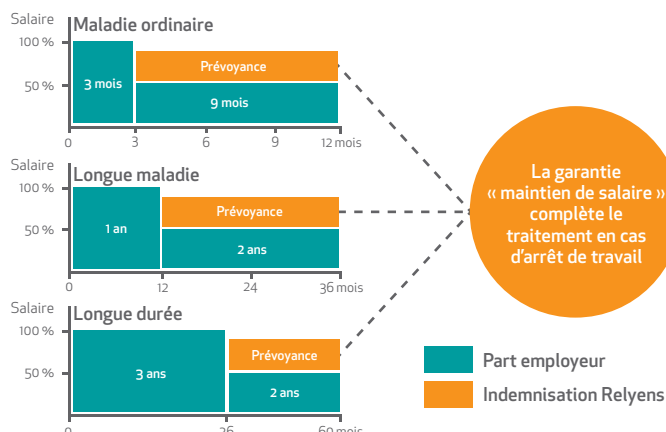 Salaire
Maladie ordinaire
100 %
Prévoyance
3 mois
50 %
9 mois
0 3 6 9 12 mois
Salaire
Longue maladie
100 %
Prévoyance
1 an
50 %
2 ans
0 12 24 36 mois
Salaire
Longue durée
100 %
Prévoyance
3 ans
50 %
2 ans
0 26 60 mois
La garantie
« maintien de salaire »
complète le
traitement en cas
d'arrêt de travail
Part employeur
Indemnisation Relyens